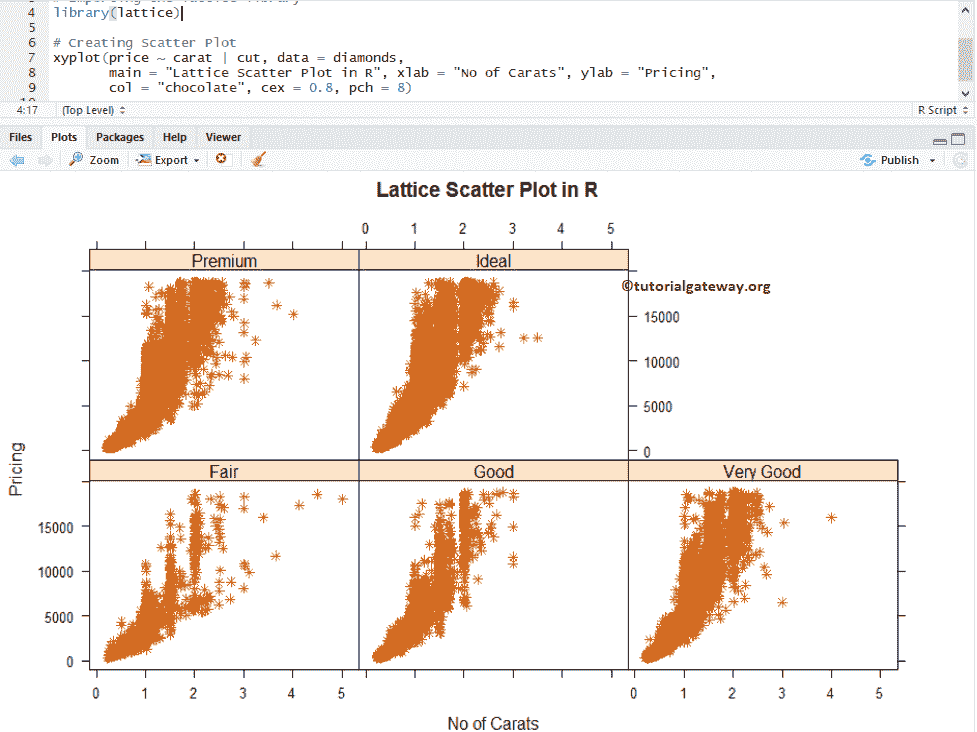 4 library(lattice)
5
6 # Creating Scatter Plot
7 xyplot(price ~ carat | cut, data = diamonds,
8 main = "Lattice Scatter Plot in R", xlab = "No of Carats", ylab = "Pricing",
9 col = "chocolate", cex = 0.8, pch = 8)
4:17 (Top Level) R Script
Files Plots Packages Help Viewer
Zoom Export Publish
Lattice Scatter Plot in R
0 1 2 3 4 5
Premium Ideal
©tutorialgateway.org
15000
10000
5000
0
Pricing
Fair Good Very Good
15000
10000
5000
0
0 1 2 3 4 5 0 1 2 3 4 5
No of Carats